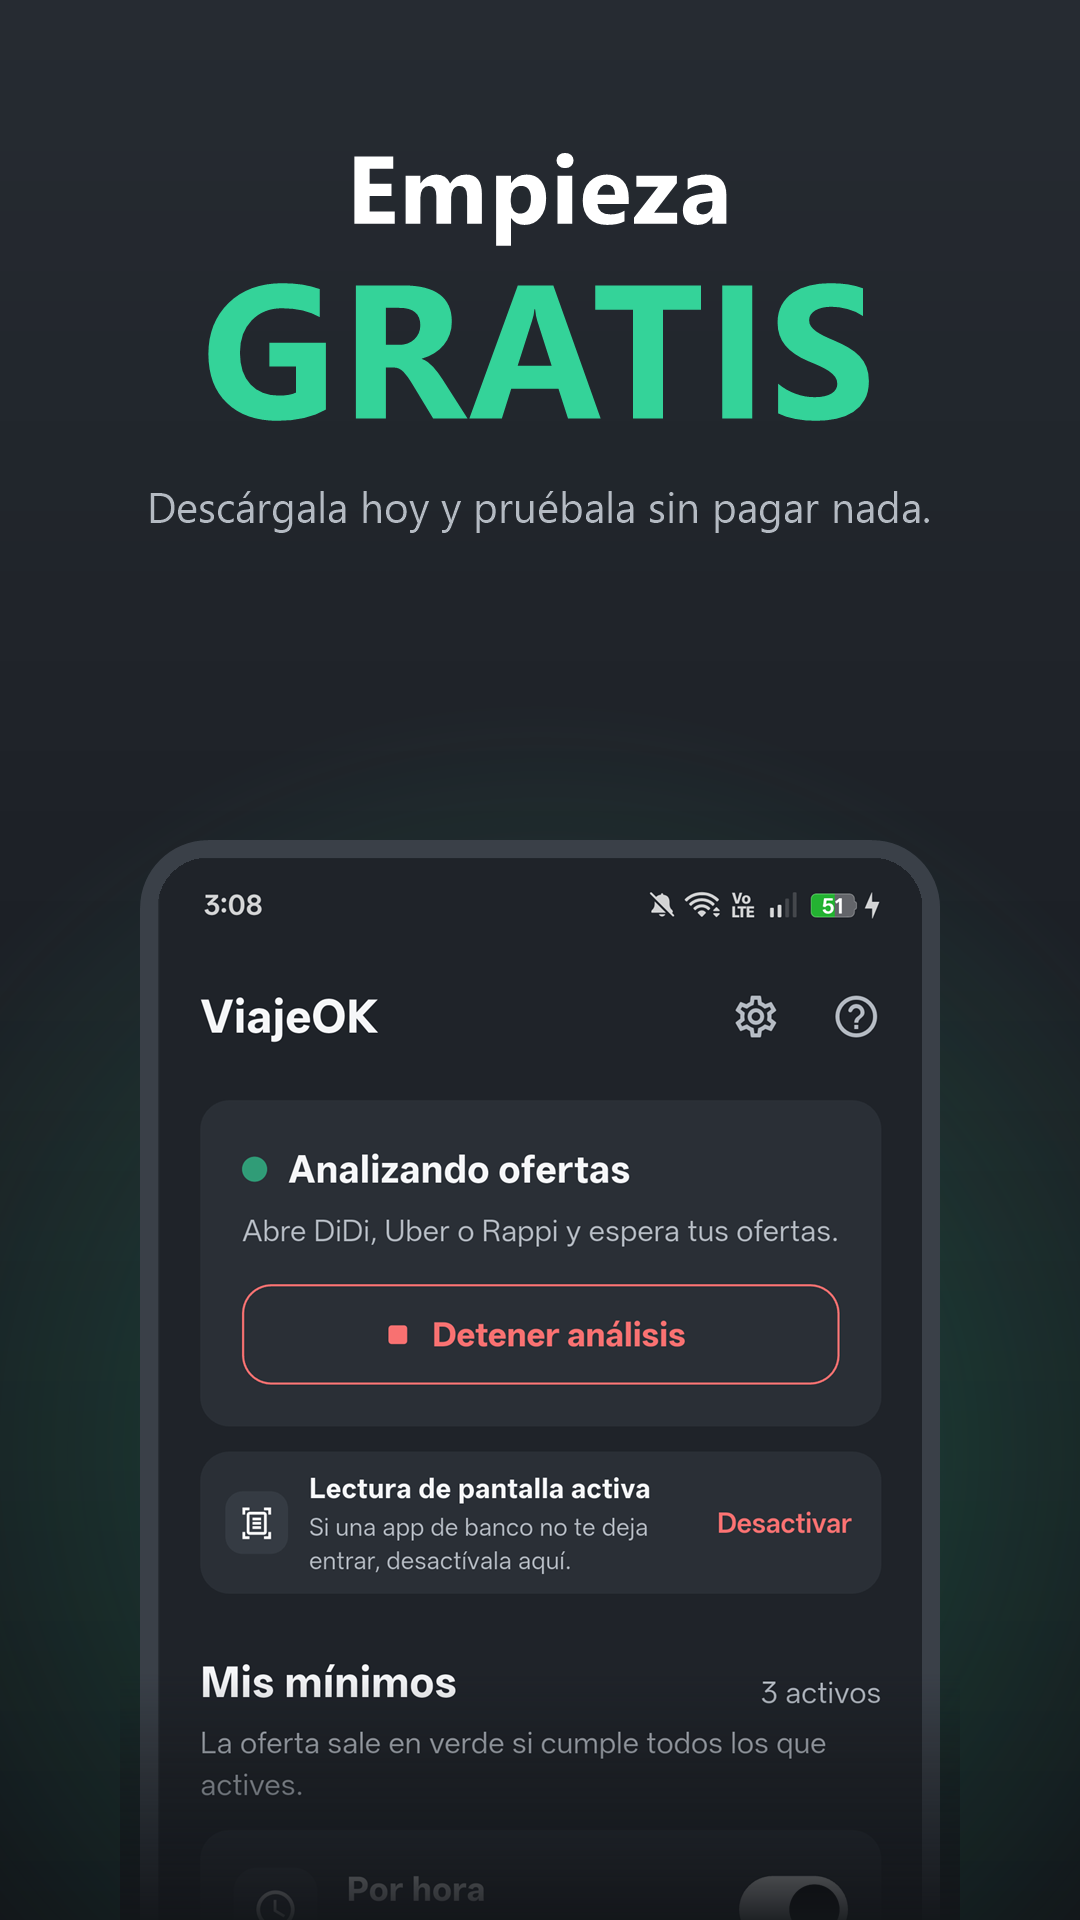 Empieza
GRATIS
Descárgala hoy y pruébala sin pagar nada.
3:08
Vo
LTE
51
ViajeOK
Analizando ofertas
Abre DiDi, Uber o Rappi y espera tus ofertas.
Detener análisis
Lectura de pantalla activa
Si una app de banco no te deja
entrar, desactívala aquí.
Desactivar
Mis mínimos
3 activos
La oferta sale en verde si cumple todos los que
actives.
Por hora